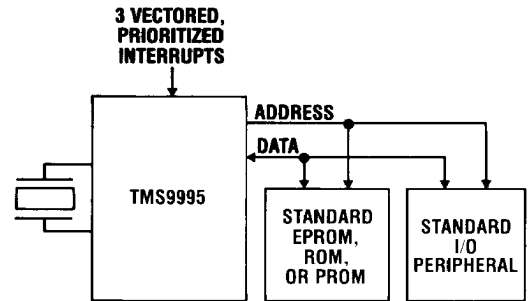 3 VECTORED,
PRIORITIZED
INTERRUPTS
ADDRESS
DATA
TMS9995
STANDARD
EPROM,
ROM,
OR PROM
STANDARD
I/O
PERIPHERAL